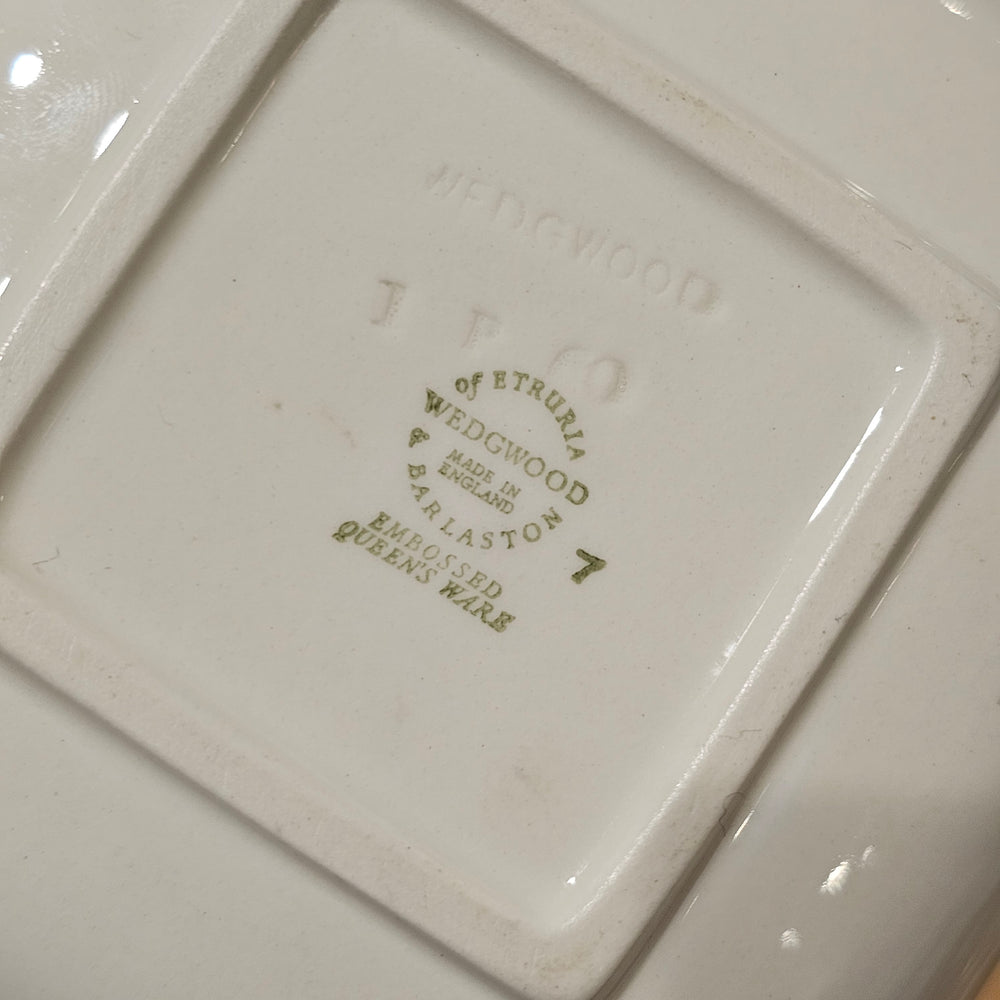 WEDGWOOD
of ETRURIA
WEDGWOOD
MADE IN
ENGLAND
& BARLASTON
7
EMBOSSED
QUEEN'S WARE